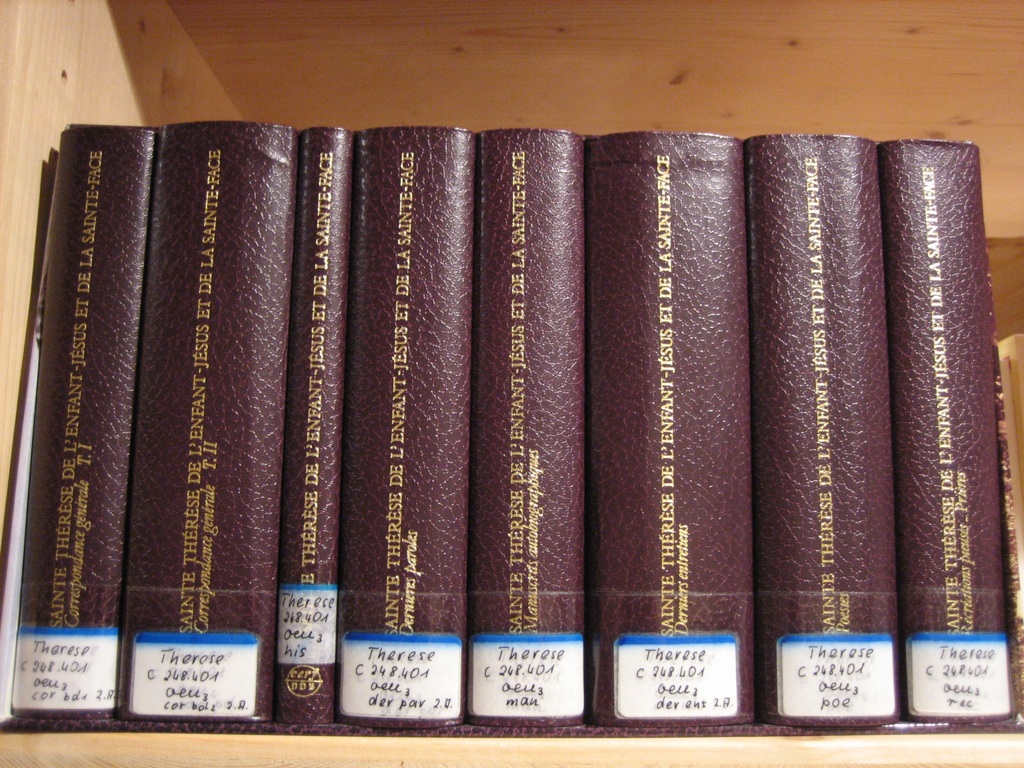 SAINTE THÉRÈSE DE L'ENFANT-JÉSUS ET DE LA SAINTE-FACE
Correspondance générale T. I
Therese
C 248.401
oeu3
cor bd1 2.A.
SAINTE THÉRÈSE DE L'ENFANT-JÉSUS ET DE LA SAINTE-FACE
Correspondance générale T. II
Therese
C 248.401
oeu3
cor bd2 2.A.
THÉRÈSE DE L'ENFANT-JÉSUS ET DE LA SAINTE-FACE
Therese
248.401
oeu3
his
cerf
DDB
SAINTE THÉRÈSE DE L'ENFANT-JÉSUS ET DE LA SAINTE-FACE
Dernières paroles
Therese
C 248.401
oeu3
der par 2.A.
SAINTE THÉRÈSE DE L'ENFANT-JÉSUS ET DE LA SAINTE-FACE
Manuscrits autobiographiques
Therese
C 248.401
oeu3
man
SAINTE THÉRÈSE DE L'ENFANT-JÉSUS ET DE LA SAINTE-FACE
Derniers entretiens
Therese
C 248.401
oeu3
der ent 2.A.
SAINTE THÉRÈSE DE L'ENFANT-JÉSUS ET DE LA SAINTE-FACE
Poésies
Therese
C 248.401
oeu3
poe
SAINTE THÉRÈSE DE L'ENFANT-JÉSUS ET DE LA SAINTE-FACE
Récréations pieuses - Prières
Therese
C 248.401
oeu3
rec